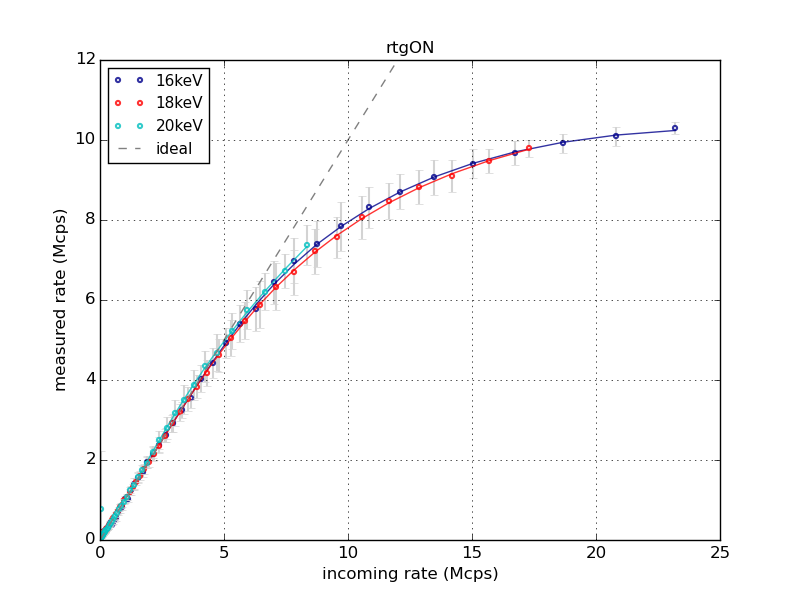 rtgON
16keV
18keV
20keV
ideal
measured rate (Mcps)
12
10
8
6
4
2
0
0 5 10 15 20 25
incoming rate (Mcps)